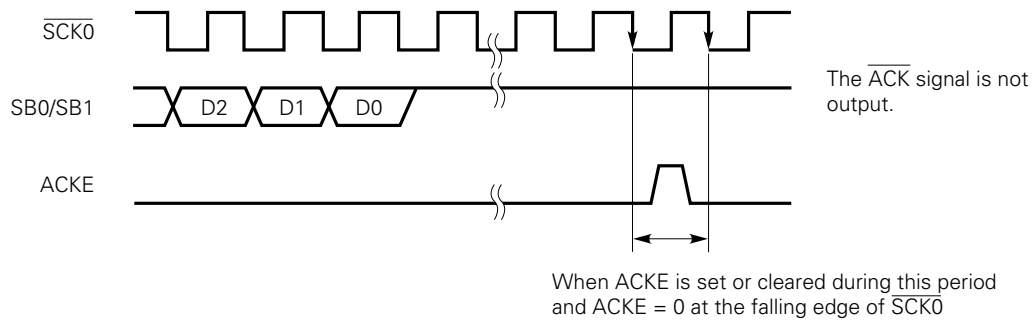 SCK0
SB0/SB1
D2 D1 D0
The ACK signal is not
output.
ACKE
When ACKE is set or cleared during this period
and ACKE = 0 at the falling edge of SCK0